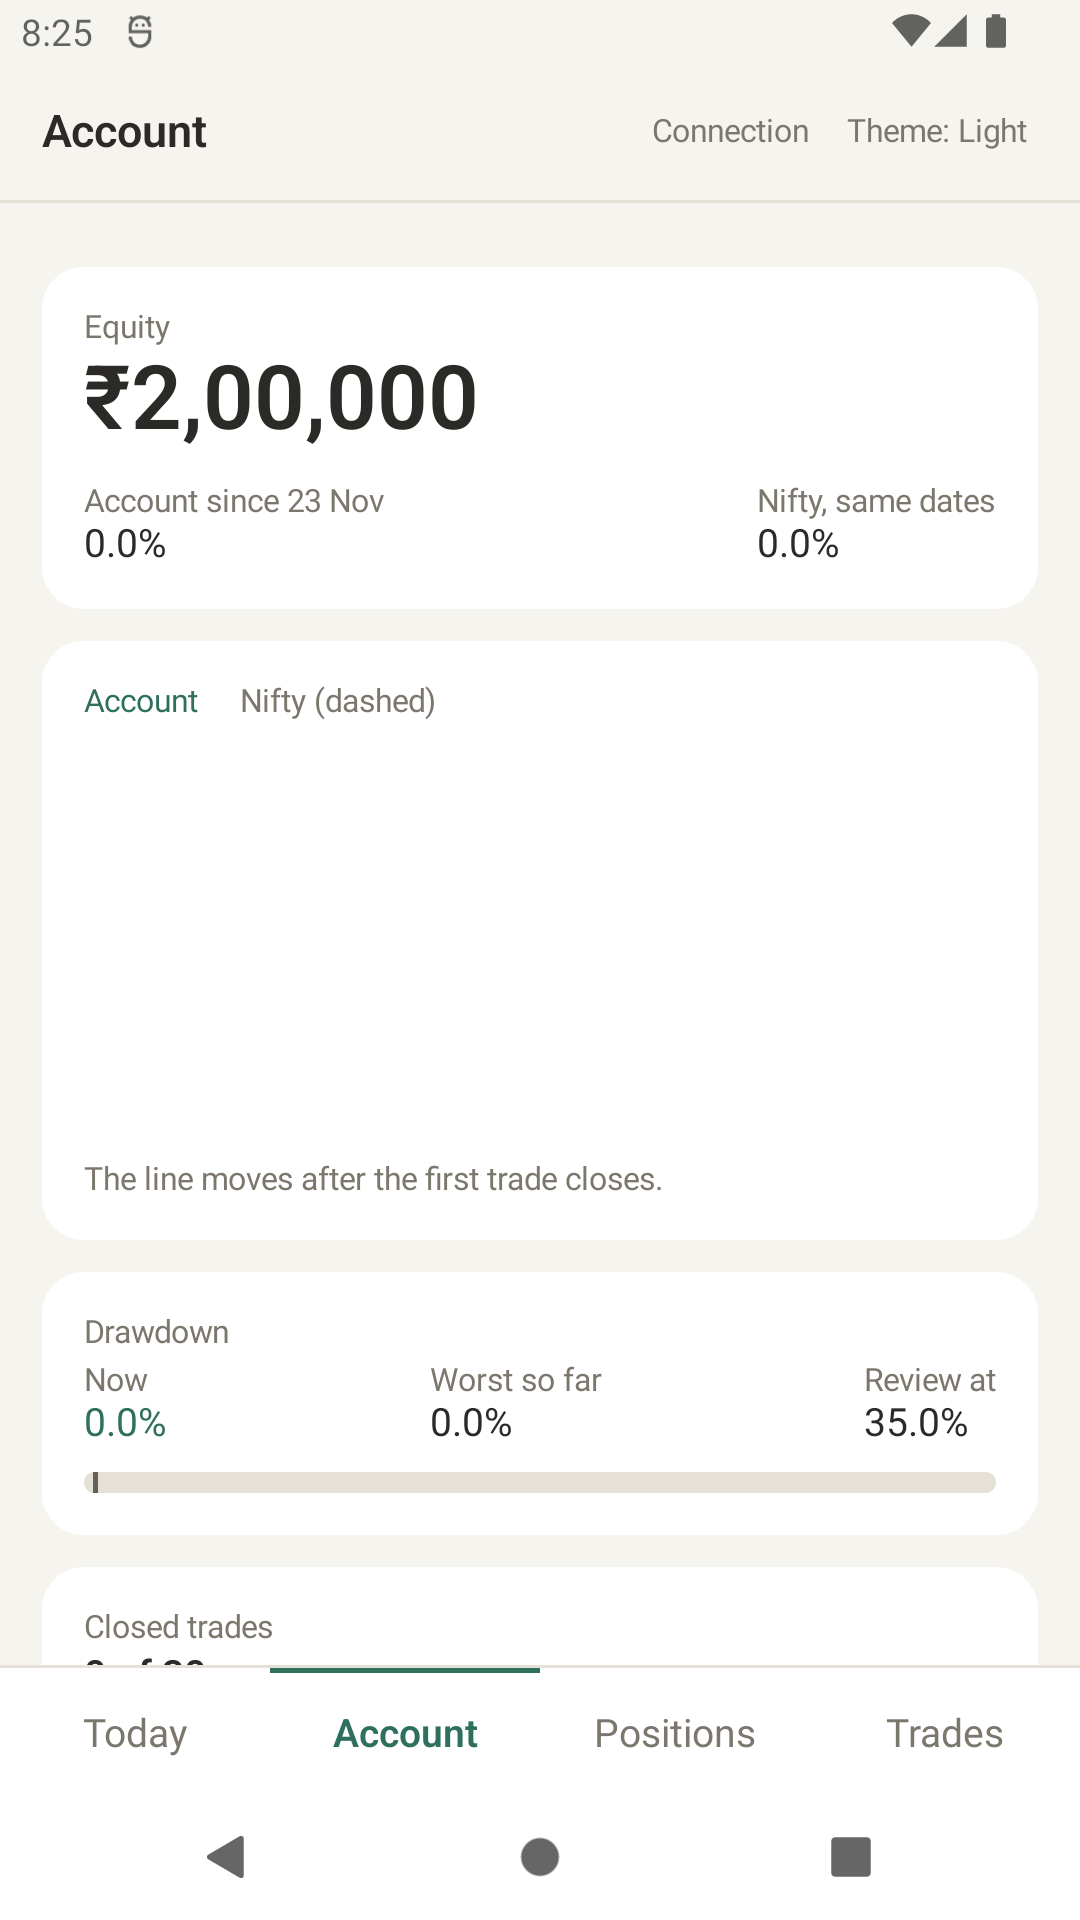 8:25
Account
Connection Theme: Light
Equity
₹2,00,000
Account since 23 Nov Nifty, same dates
0.0% 0.0%
Account Nifty (dashed)
The line moves after the first trade closes.
Drawdown
Now Worst so far Review at
0.0% 0.0% 35.0%
Closed trades
Today Account Positions Trades